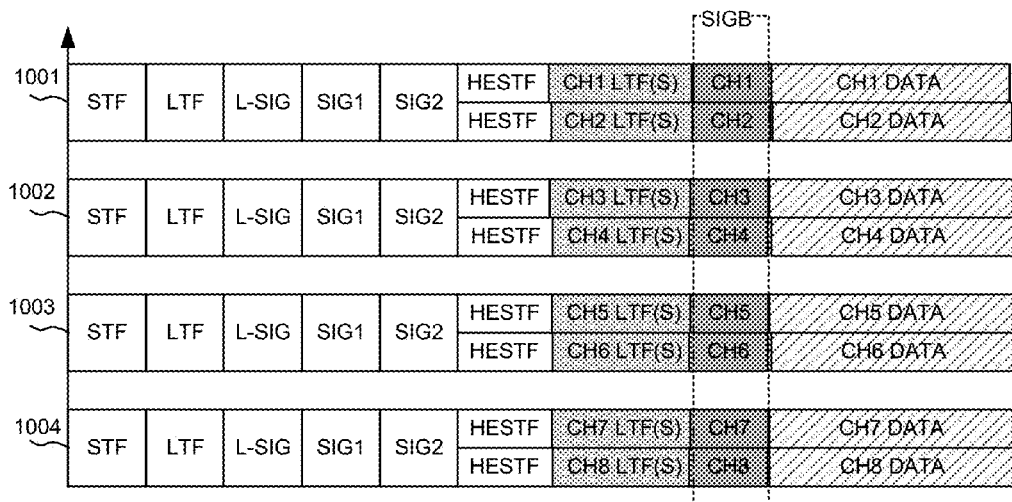 SIGB
1001
STF LTF L-SIG SIG1 SIG2
HESTF CH1 LTF(S) CH1 CH1 DATA
HESTF CH2 LTF(S) CH2 CH2 DATA
1002
STF LTF L-SIG SIG1 SIG2
HESTF CH3 LTF(S) CH3 CH3 DATA
HESTF CH4 LTF(S) CH4 CH4 DATA
1003
STF LTF L-SIG SIG1 SIG2
HESTF CH5 LTF(S) CH5 CH5 DATA
HESTF CH6 LTF(S) CH6 CH6 DATA
1004
STF LTF L-SIG SIG1 SIG2
HESTF CH7 LTF(S) CH7 CH7 DATA
HESTF CH8 LTF(S) CH8 DATA